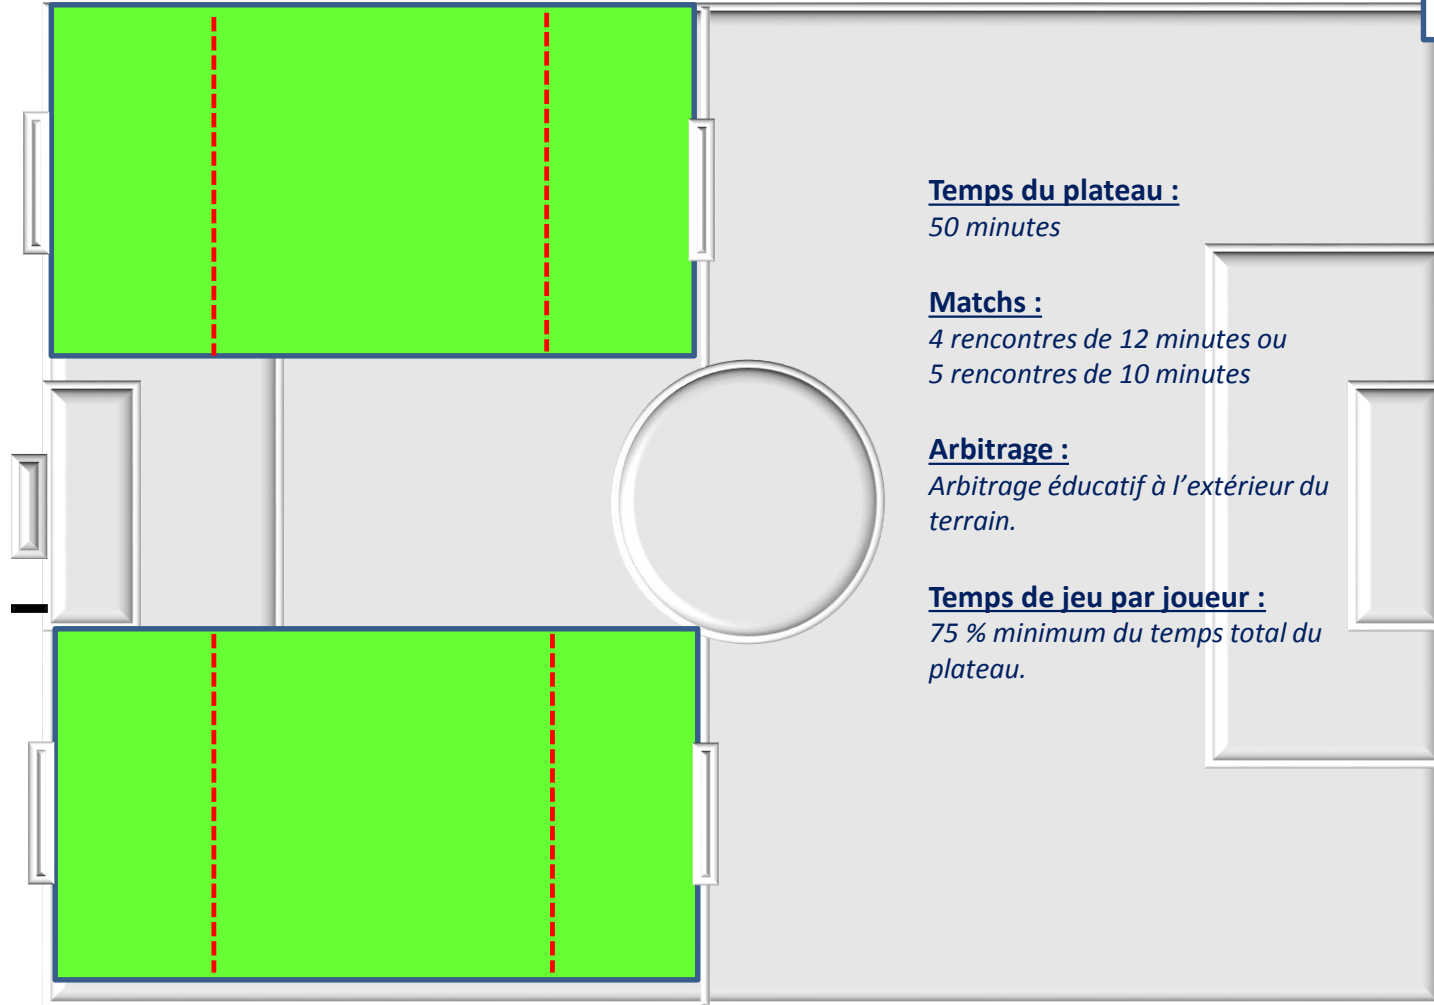 Temps du plateau :
50 minutes
Matchs :
4 rencontres de 12 minutes ou
5 rencontres de 10 minutes
Arbitrage :
Arbitrage éducatif à l’extérieur du
terrain.
Temps de jeu par joueur :
75 % minimum du temps total du
plateau.